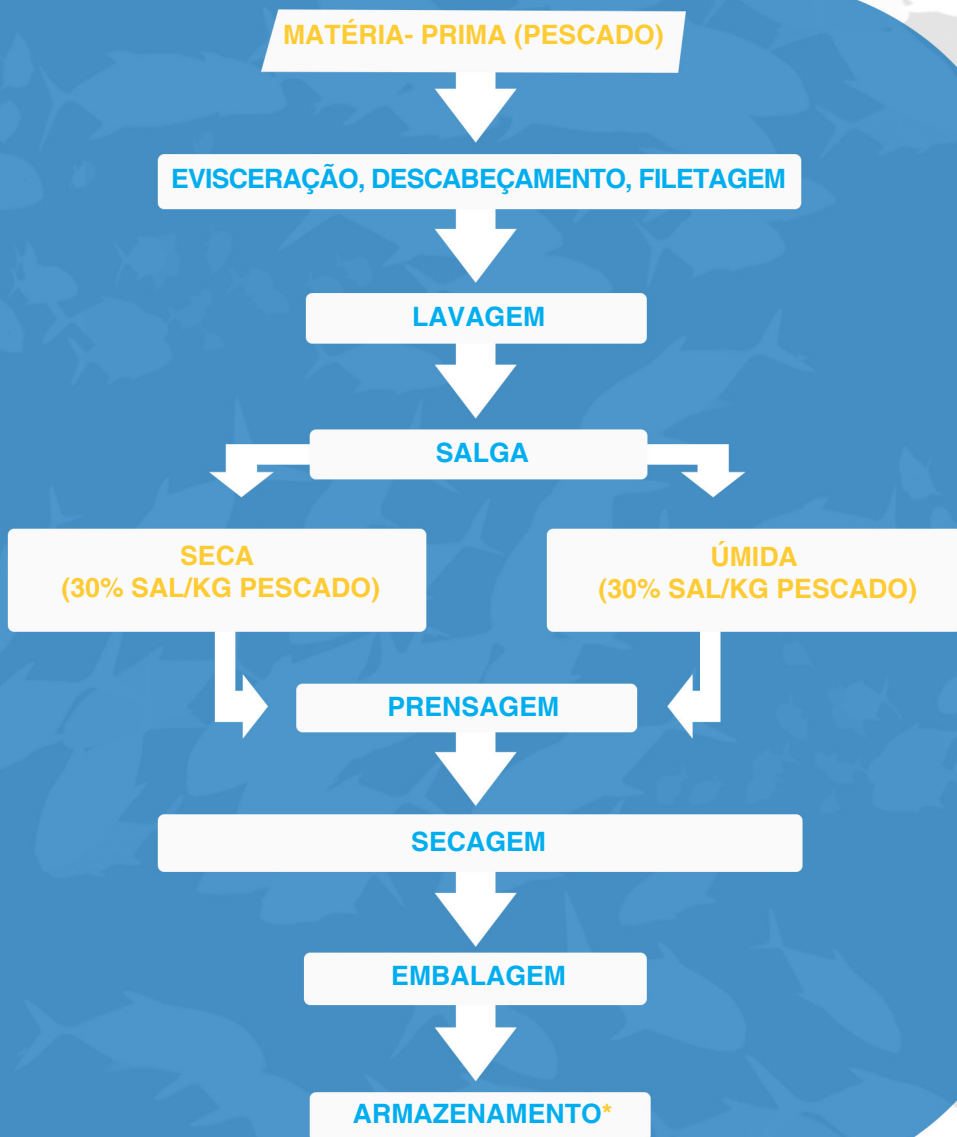 MATÉRIA- PRIMA (PESCADO)
EVISCERAÇÃO, DESCABEÇAMENTO, FILETAGEM
LAVAGEM
SALGA
SECA
(30% SAL/KG PESCADO)
ÚMIDA
(30% SAL/KG PESCADO)
PRENSAGEM
SECAGEM
EMBALAGEM
ARMAZENAMENTO*